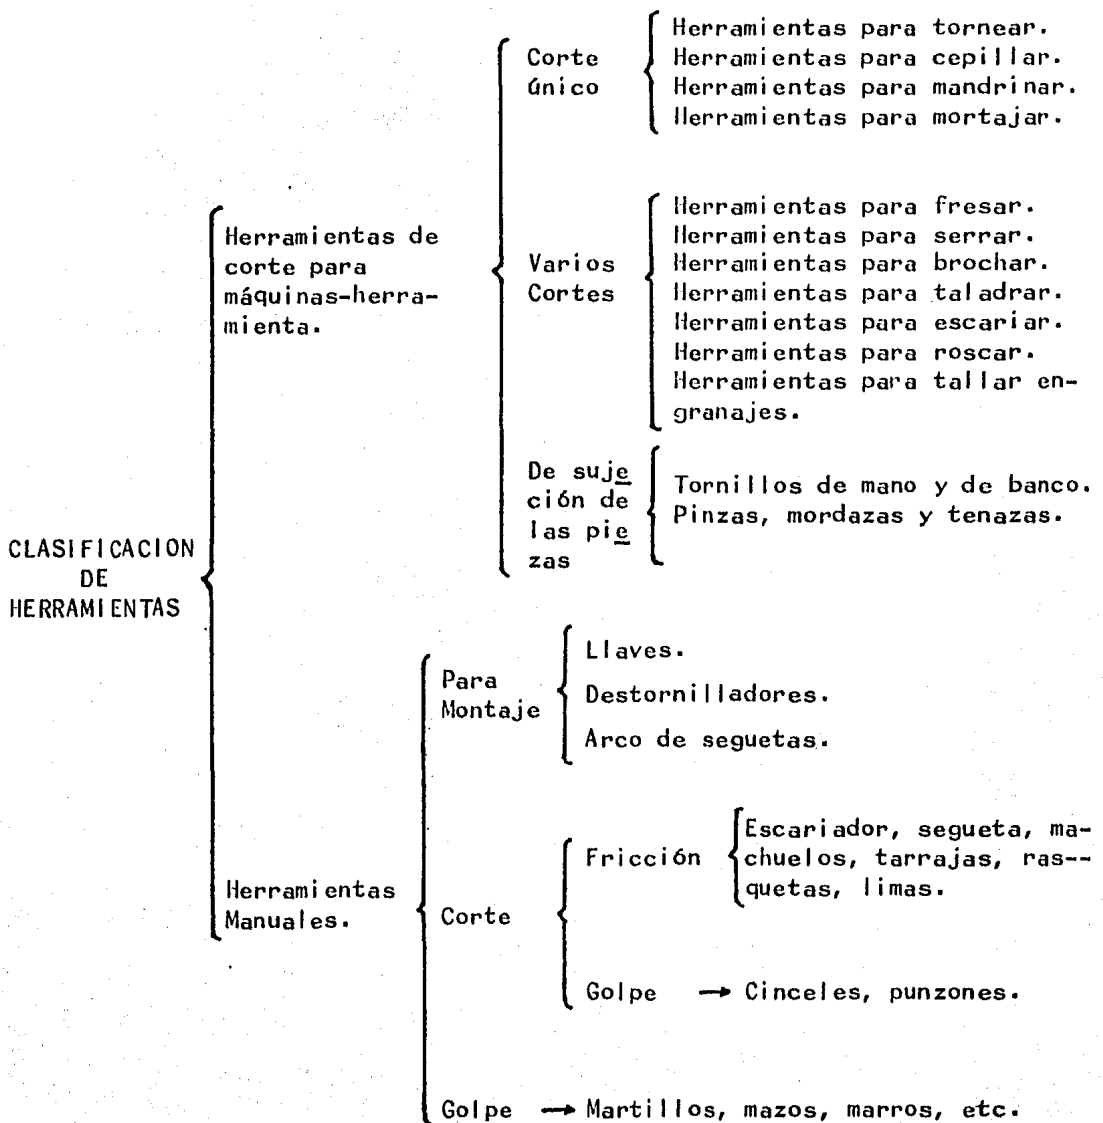 CLASIFICACION
DE
HERRAMIENTAS
Herramientas de
corte para
máquinas-herra-
mienta.
Corte
único
Herramientas para tornear.
Herramientas para cepillar.
Herramientas para mandrinar.
Herramientas para mortajar.
Varios
Cortes
Herramientas para fresar.
Herramientas para serrar.
Herramientas para brochar.
Herramientas para taladrar.
Herramientas para escariar.
Herramientas para roscar.
Herramientas para tallar en-
granajes.
De suje
ción de
las pie
zas
Tornillos de mano y de banco.
Pinzas, mordazas y tenazas.
Herramientas
Manuales.
Para
Montaje
Llaves.
Destornilladores.
Arco de seguetas.
Corte
Fricción
Escariador, segueta, ma-
chuelos, tarrajas, ras--
quetas, limas.
Golpe → Cinceles, punzones.
Golpe → Martillos, mazos, marros, etc.